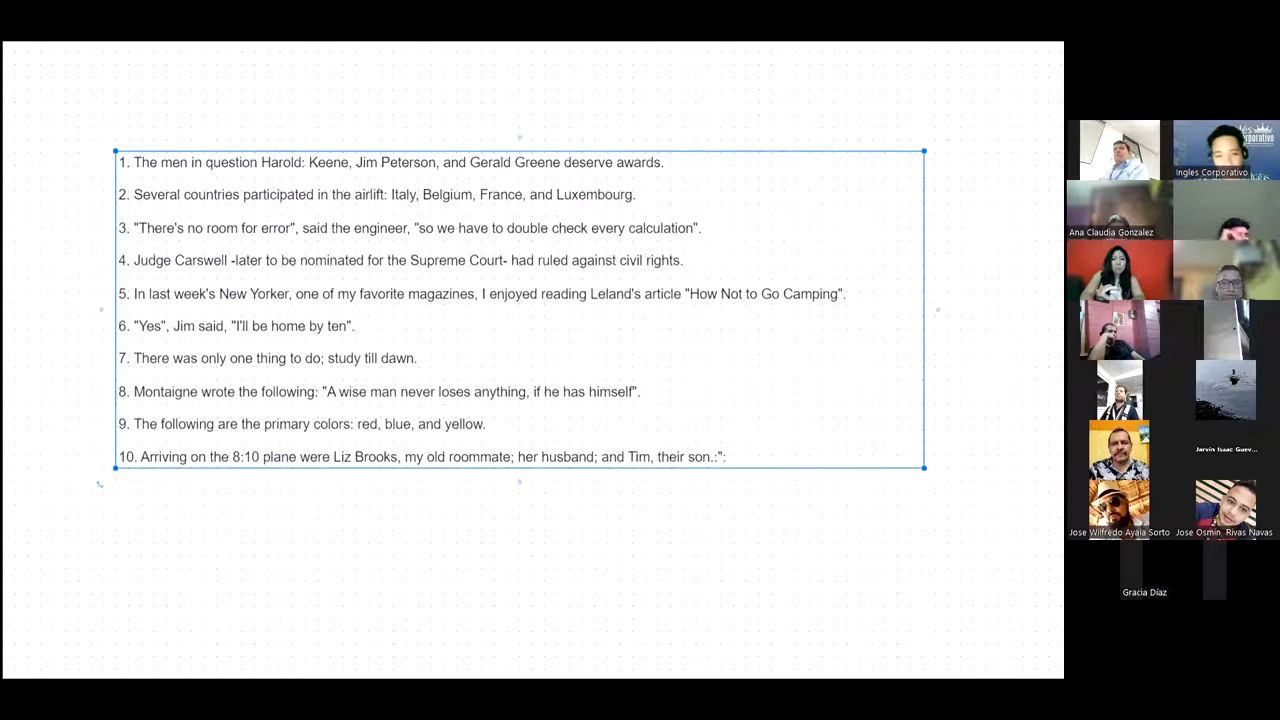 1. The men in question Harold: Keene, Jim Peterson, and Gerald Greene deserve awards.
2. Several countries participated in the airlift: Italy, Belgium, France, and Luxembourg.
3. "There's no room for error", said the engineer, "so we have to double check every calculation".
4. Judge Carswell -later to be nominated for the Supreme Court- had ruled against civil rights.
5. In last week's New Yorker, one of my favorite magazines, I enjoyed reading Leland's article "How Not to Go Camping".
6. "Yes", Jim said, "I'll be home by ten".
7. There was only one thing to do; study till dawn.
8. Montaigne wrote the following: "A wise man never loses anything, if he has himself".
9. The following are the primary colors: red, blue, and yellow.
10. Arriving on the 8:10 plane were Liz Brooks, my old roommate; her husband; and Tim, their son.:":
Ingles Corporativo
Ana Claudia Gonzalez
Jarvin Isaac Guev...
Jose Wilfredo Ayala Sorto
Jose Osmin Rivas Navas
Gracia Díaz